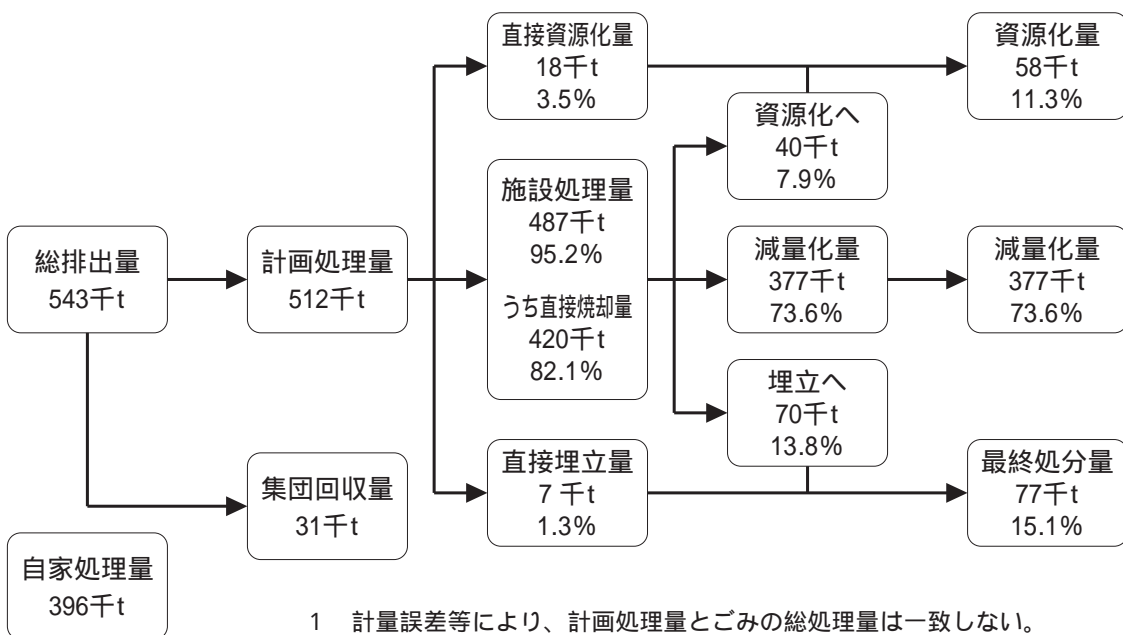 総排出量
543千t
自家処理量
396千t
計画処理量
512千t
集団回収量
31千t
直接資源化量
18千t
3.5%
施設処理量
487千t
95.2%
うち直接焼却量
420千t
82.1%
直接埋立量
7 千t
1.3%
資源化へ
40千t
7.9%
減量化量
377千t
73.6%
埋立へ
70千t
13.8%
資源化量
58千t
11.3%
減量化量
377千t
73.6%
最終処分量
77千t
15.1%
1 計量誤差等により、計画処理量とごみの総処理量は一致しない。